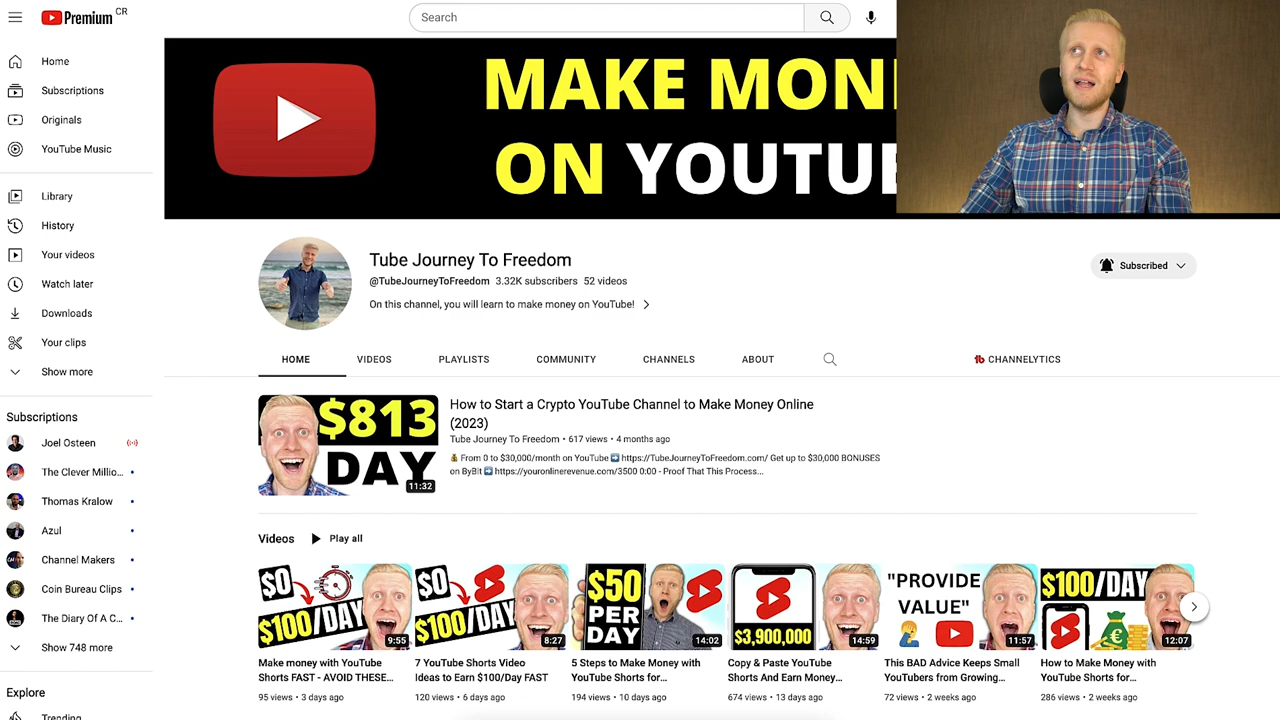 Premium CR
Search
Home
Subscriptions
Originals
YouTube Music
Library
History
Your videos
Watch later
Downloads
Your clips
Show more
Subscriptions
Joel Osteen
The Clever Millio...
Thomas Kralow
Azul
Channel Makers
Coin Bureau Clips
The Diary Of A C...
Show 748 more
Explore
Trending
MAKE MON
ON YOUTU
Tube Journey To Freedom
@TubeJourneyToFreedom 3.32K subscribers 52 videos
On this channel, you will learn to make money on YouTube!
Subscribed
HOME VIDEOS PLAYLISTS COMMUNITY CHANNELS ABOUT
CHANNELYTICS
$813
DAY
11:32
How to Start a Crypto YouTube Channel to Make Money Online
(2023)
Tube Journey To Freedom • 617 views • 4 months ago
💰 From 0 to $30,000/month on YouTube ➡️ https://TubeJourneyToFreedom.com/ Get up to $30,000 BONUSES
on ByBit ➡️ https://youronlinerevenue.com/3500 0:00 - Proof That This Process...
Videos Play all
$0
$100/DAY
9:55
Make money with YouTube
Shorts FAST - AVOID THESE...
95 views • 3 days ago
$0
$100/DAY
8:27
7 YouTube Shorts Video
Ideas to Earn $100/Day FAST
120 views • 6 days ago
$50
PER
DAY
14:02
5 Steps to Make Money with
YouTube Shorts for...
194 views • 10 days ago
$3,900,000
14:59
Copy & Paste YouTube
Shorts And Earn Money...
674 views • 13 days ago
"PROVIDE
VALUE"
11:57
This BAD Advice Keeps Small
YouTubers from Growing...
72 views • 2 weeks ago
$100/DAY
12:07
How to Make Money with
YouTube Shorts for...
286 views • 2 weeks ago